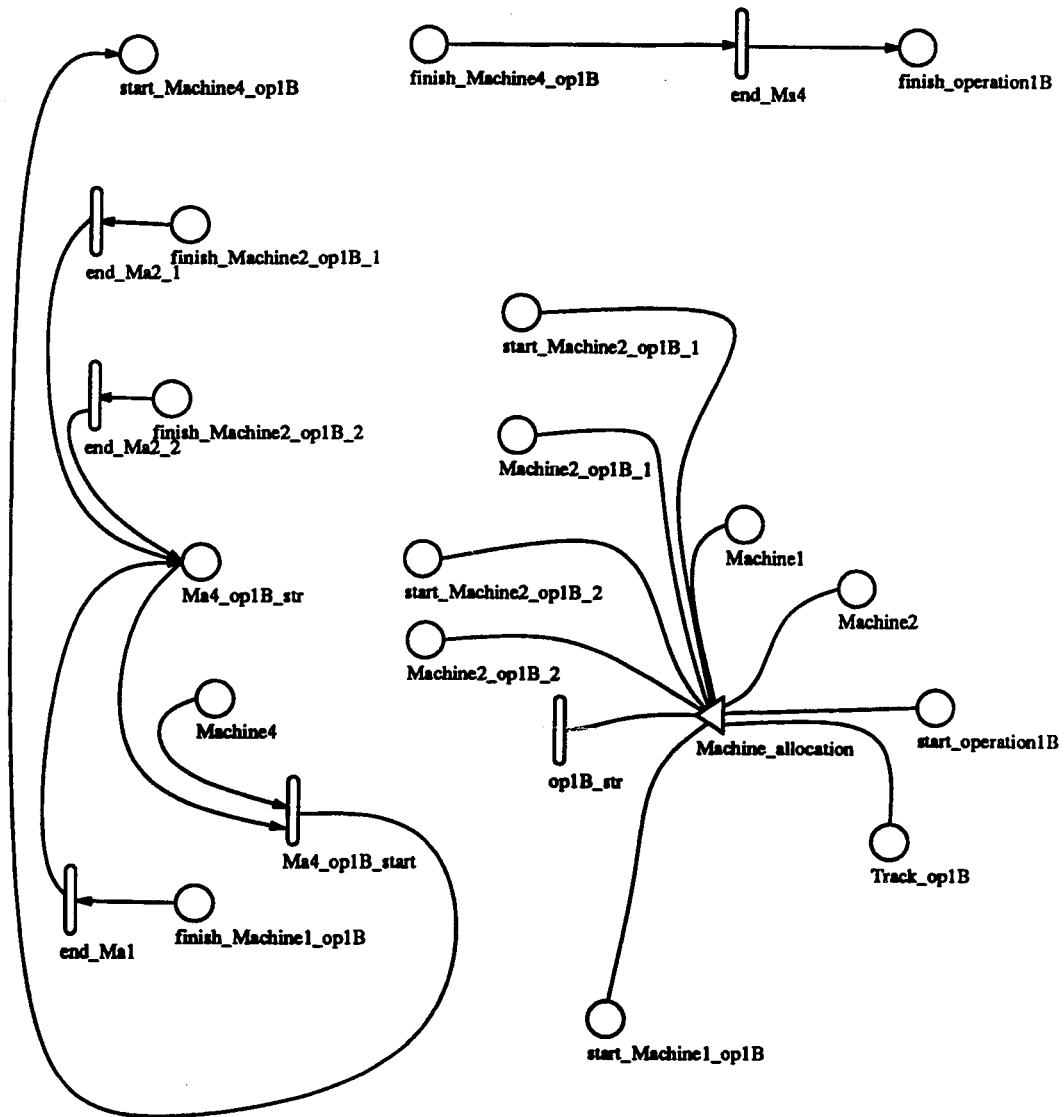 start_Machine4_op1B
finish_Machine4_op1B
end_Ma4
finish_operation1B
end_Ma2_1
finish_Machine2_op1B_1
start_Machine2_op1B_1
end_Ma2_2
finish_Machine2_op1B_2
Machine2_op1B_1
Machine1
Ma4_op1B_str
start_Machine2_op1B_2
Machine2
Machine2_op1B_2
Machine4
op1B_str
Machine_allocation
start_operation1B
Ma4_op1B_start
Track_op1B
end_Ma1
finish_Machine1_op1B
start_Machine1_op1B